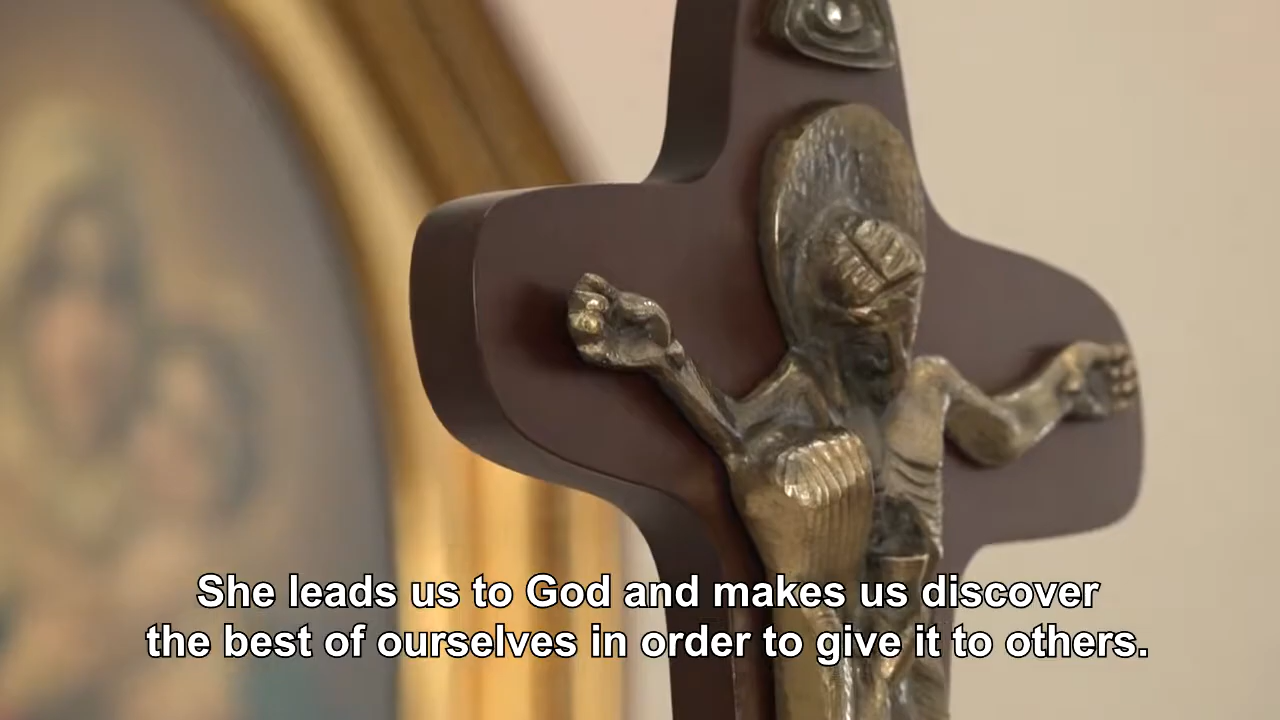 She leads us to God and makes us discover
the best of ourselves in order to give it to others.